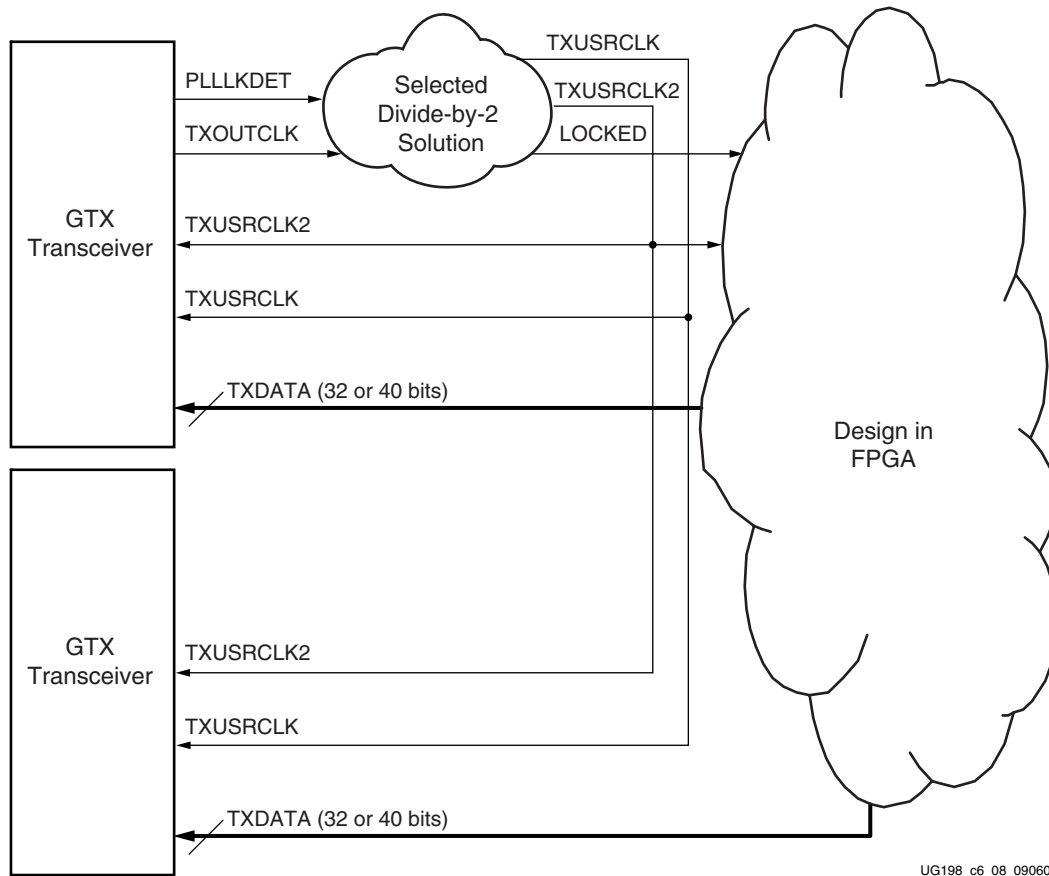 TXUSRCLK
PLLLKDET
Selected
Divide-by-2
Solution
TXUSRCLK2
TXOUTCLK
LOCKED
GTX
Transceiver
TXUSRCLK2
TXUSRCLK
TXDATA (32 or 40 bits)
Design in
FPGA
GTX
Transceiver
TXUSRCLK2
TXUSRCLK
TXDATA (32 or 40 bits)
UG198_c6_08_09060